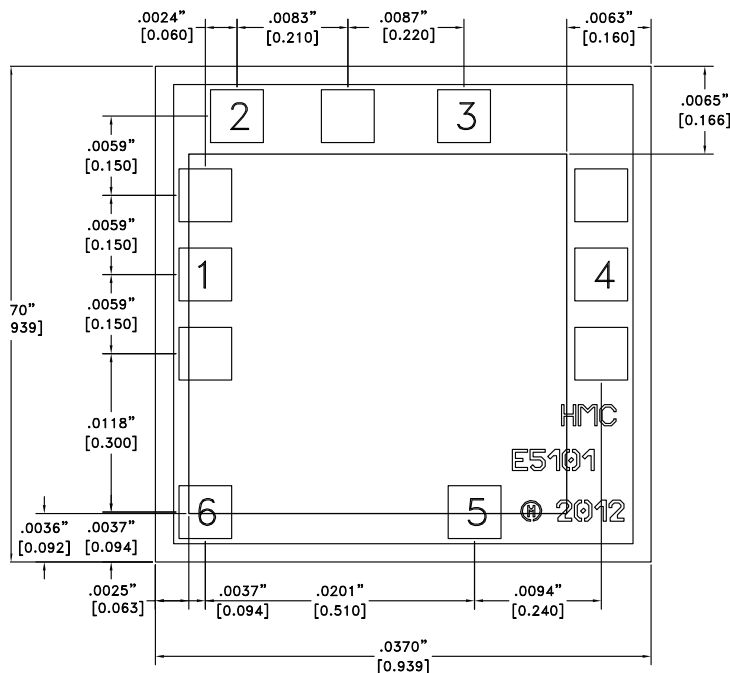 .0024" .0083" .0087" .0063"
[0.060] [0.210] [0.220] [0.160]
.0065"
[0.166]
2 3
.0059"
[0.150]
.0059"
[0.150]
1 4
70"
939]
.0059"
[0.150]
.0118"
[0.300]
HMC
E5101
6 5 Ⓜ 2012
.0036" .0037"
[0.092] [0.094]
.0025" .0037" .0201" .0094"
[0.063] [0.094] [0.510] [0.240]
.0370"
[0.939]